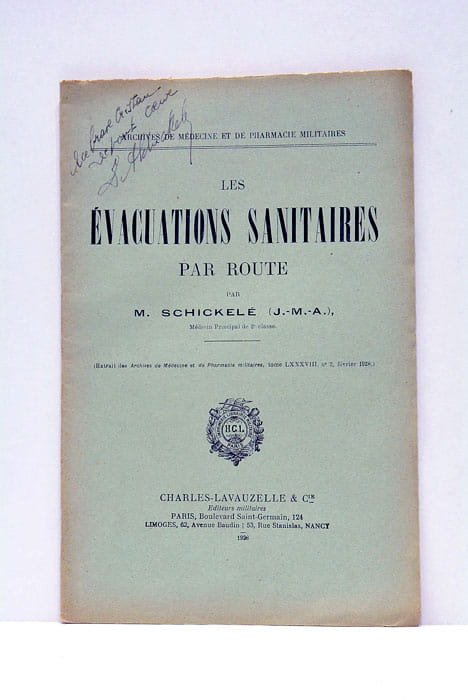 ARCHIVES DE MÉDECINE ET DE PHARMACIE MILITAIRES
LES
ÉVACUATIONS SANITAIRES
PAR ROUTE
PAR
M. SCHICKELÉ (J.-M.-A.),
Médecin Principal de 2e classe.
(Extrait des Archives de Médecine et de Pharmacie militaires, tome LXXXVIII, n° 2, février 1928.)
H.C.L.
PARIS
CHARLES-LAVAUZELLE & CIE
Editeurs militaires
PARIS, Boulevard Saint-Germain, 124
LIMOGES, 62, Avenue Baudin ; 53, Rue Stanislas, NANCY
1928